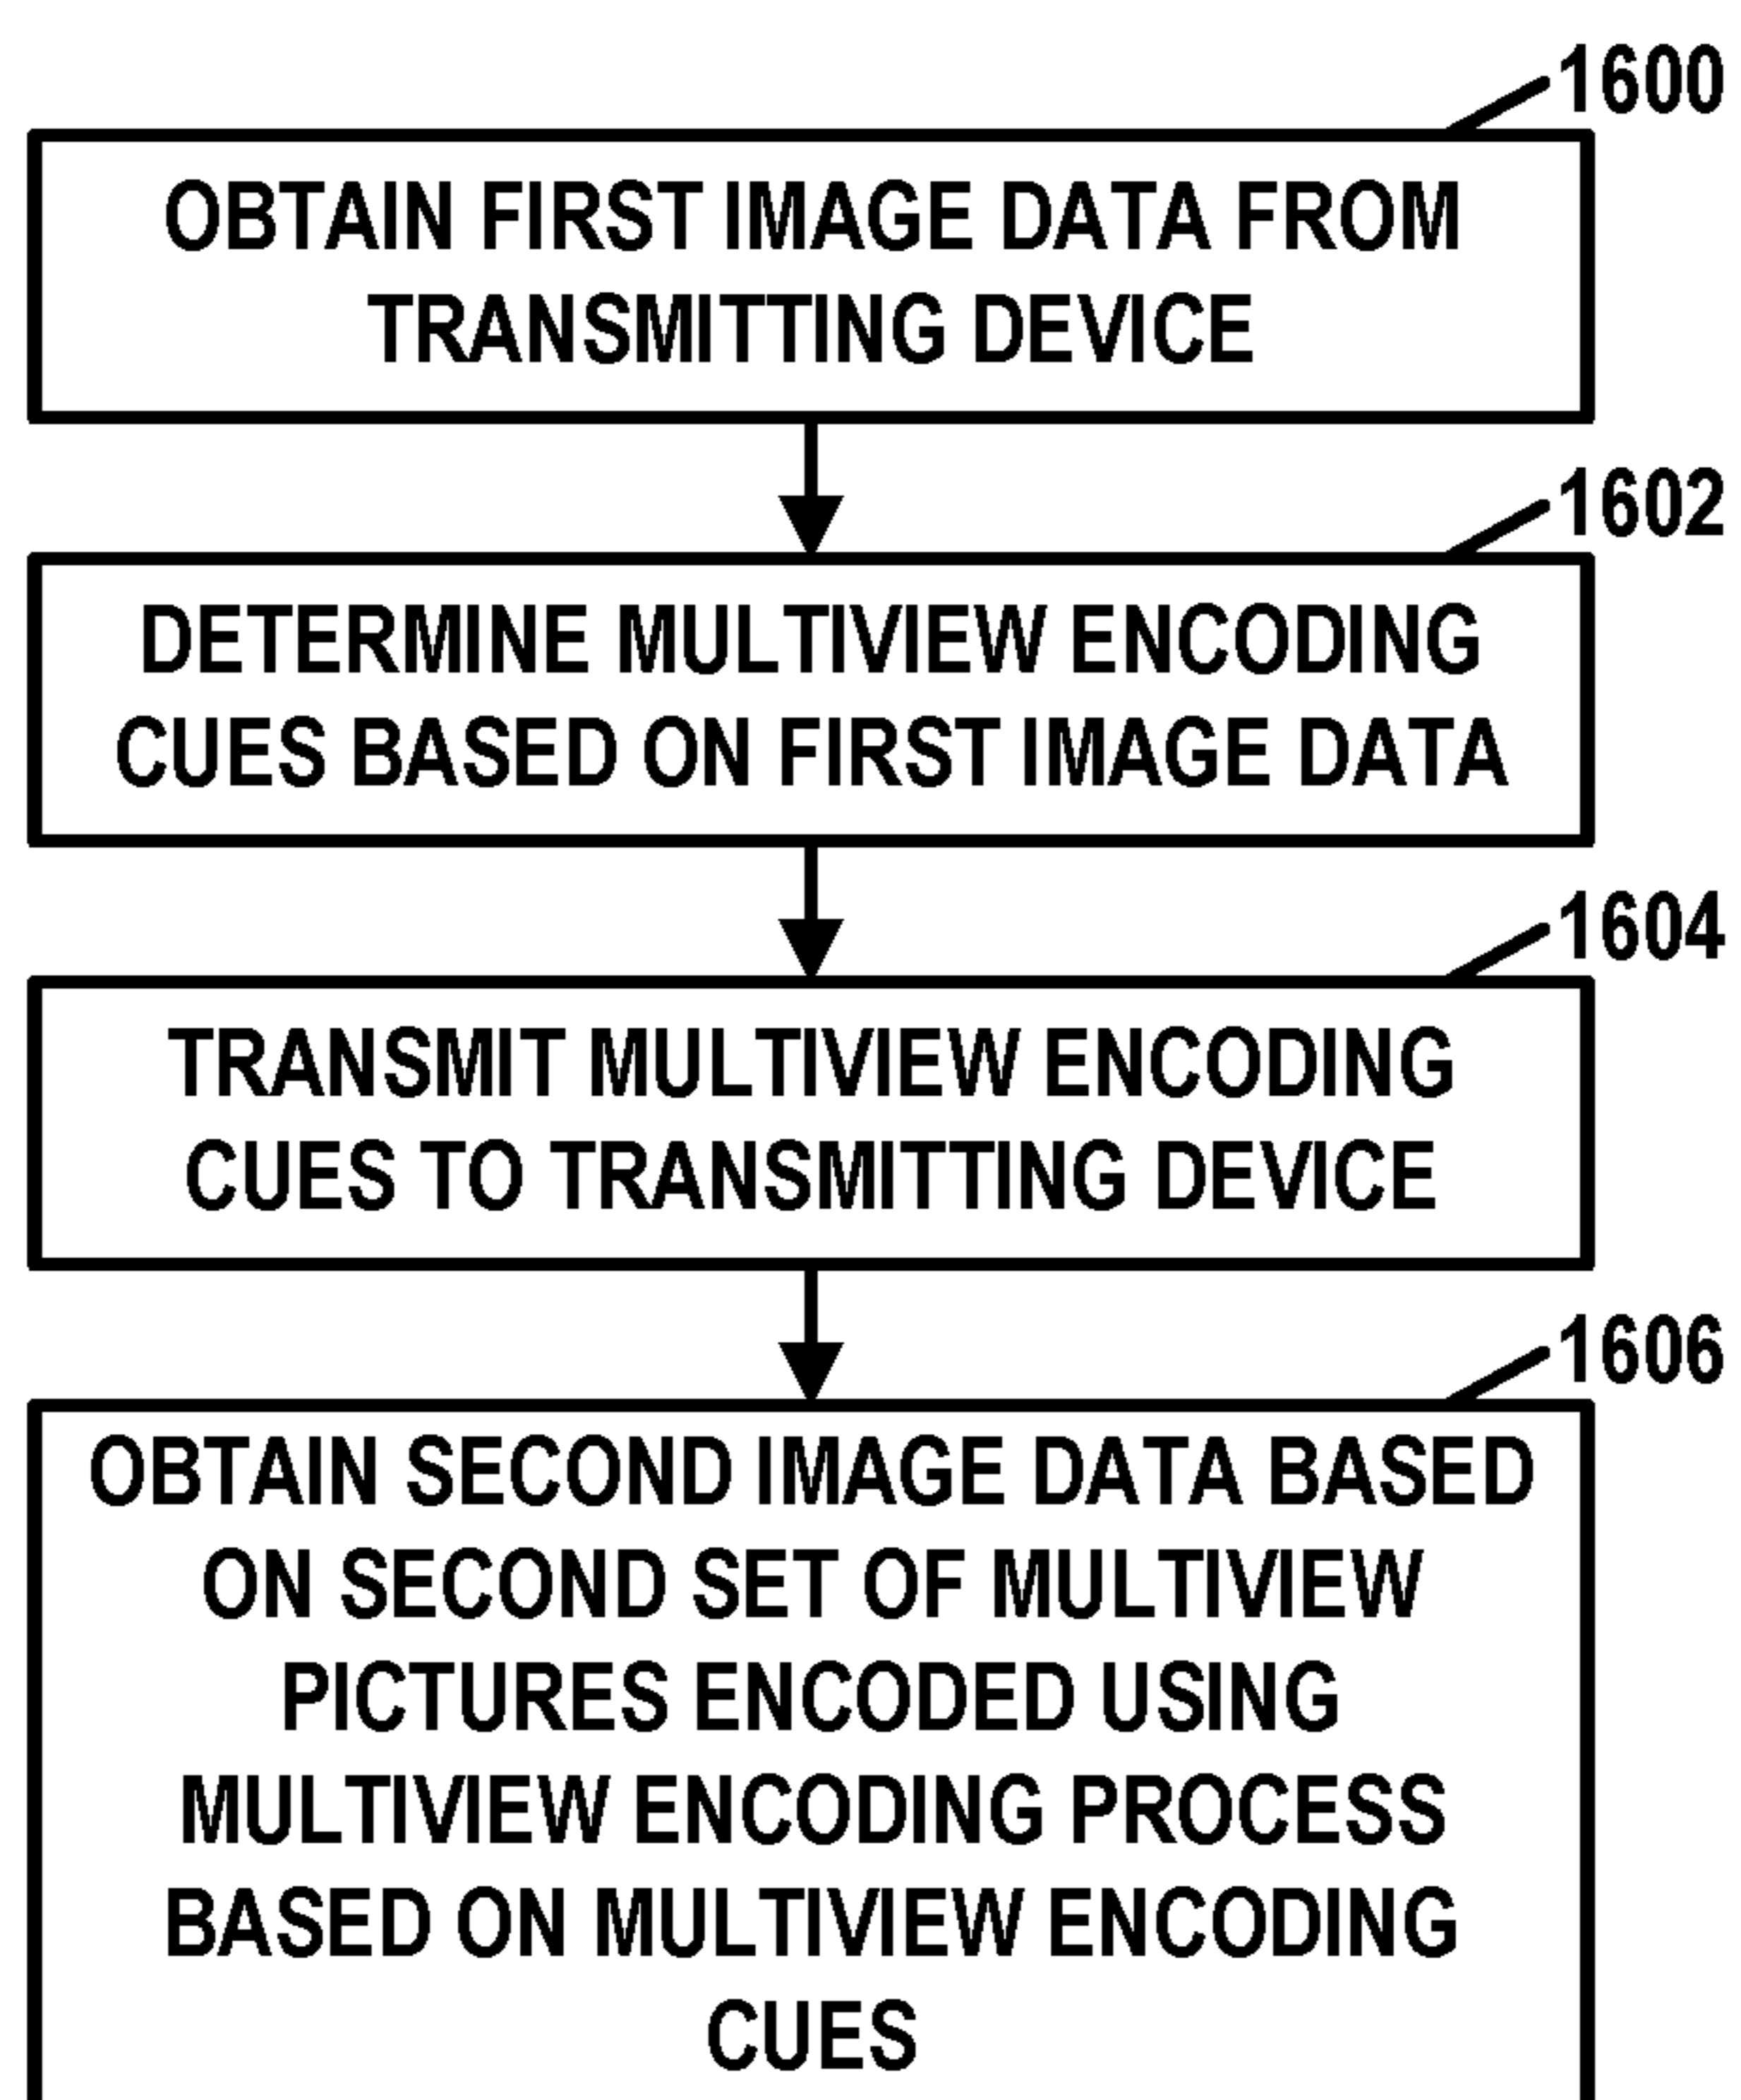 1600
OBTAIN FIRST IMAGE DATA FROM
TRANSMITTING DEVICE
1602
DETERMINE MULTIVIEW ENCODING
CUES BASED ON FIRST IMAGE DATA
1604
TRANSMIT MULTIVIEW ENCODING
CUES TO TRANSMITTING DEVICE
1606
OBTAIN SECOND IMAGE DATA BASED
ON SECOND SET OF MULTIVIEW
PICTURES ENCODED USING
MULTIVIEW ENCODING PROCESS
BASED ON MULTIVIEW ENCODING
CUES